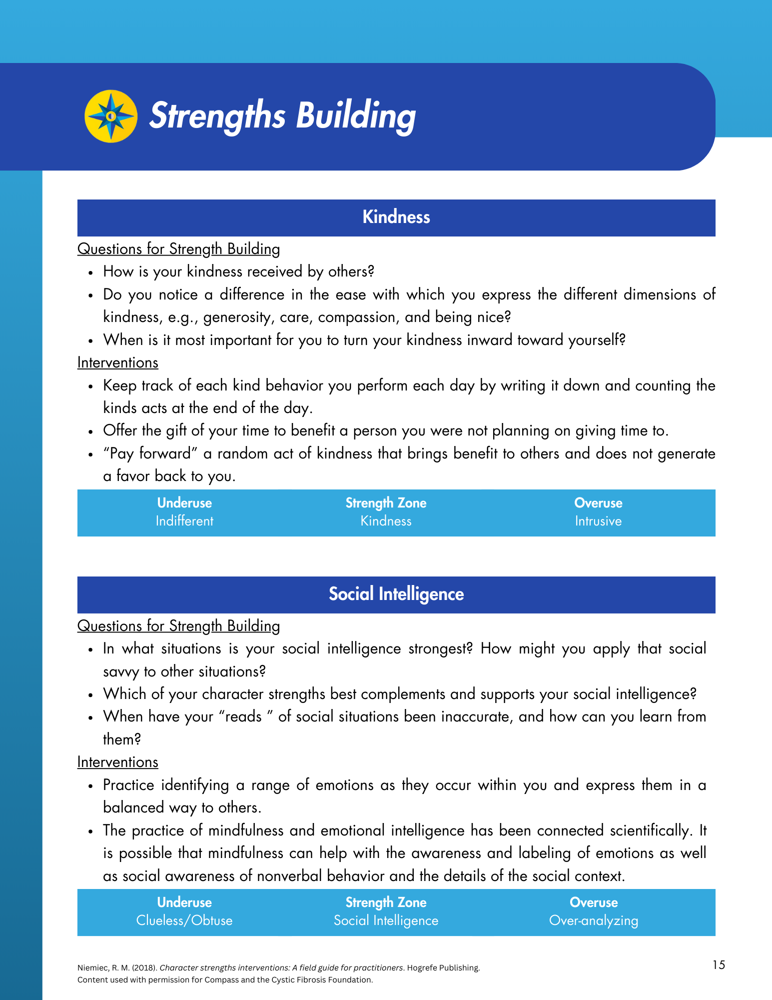 Strengths Building
Kindness
Questions for Strength Building
• How is your kindness received by others?
• Do you notice a difference in the ease with which you express the different dimensions of
kindness, e.g., generosity, care, compassion, and being nice?
• When is it most important for you to turn your kindness inward toward yourself?
Interventions
• Keep track of each kind behavior you perform each day by writing it down and counting the
kinds acts at the end of the day.
• Offer the gift of your time to benefit a person you were not planning on giving time to.
• “Pay forward” a random act of kindness that brings benefit to others and does not generate
a favor back to you.
Underuse Strength Zone Overuse
Indifferent Kindness Intrusive
Social Intelligence
Questions for Strength Building
• In what situations is your social intelligence strongest? How might you apply that social
savvy to other situations?
• Which of your character strengths best complements and supports your social intelligence?
• When have your “reads ” of social situations been inaccurate, and how can you learn from
them?
Interventions
• Practice identifying a range of emotions as they occur within you and express them in a
balanced way to others.
• The practice of mindfulness and emotional intelligence has been connected scientifically. It
is possible that mindfulness can help with the awareness and labeling of emotions as well
as social awareness of nonverbal behavior and the details of the social context.
Underuse Strength Zone Overuse
Clueless/Obtuse Social Intelligence Over-analyzing
Niemiec, R. M. (2018). Character strengths interventions: A field guide for practitioners. Hogrefe Publishing.
Content used with permission for Compass and the Cystic Fibrosis Foundation.
15